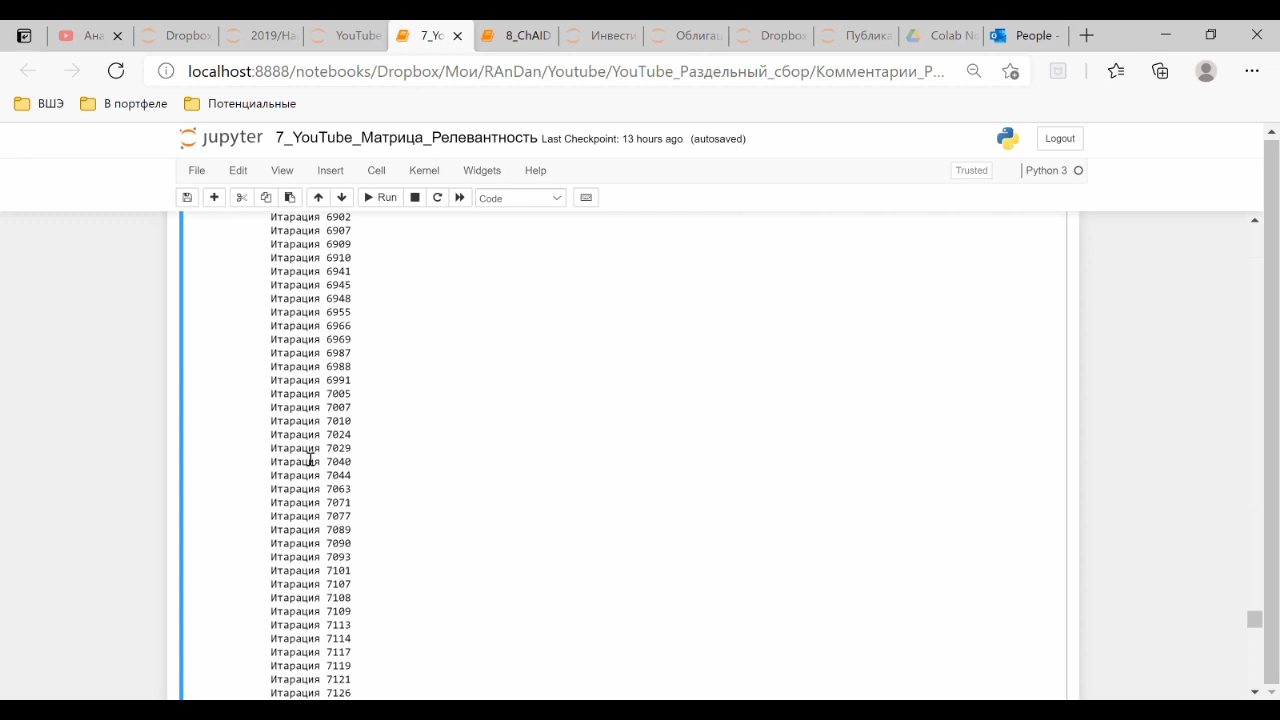 Ана
Dropbox
2019/На
YouTube
7_Yo
8_ChAID
Инвести
Облига
Dropbo
Публика
Colab No
People -
localhost:8888/notebooks/Dropbox/Мои/RAnDan/Youtube/YouTube_Раздельный_сбор/Комментарии_Р...
ВШЭ
В портфеле
Потенциальные
jupyter 7_YouTube_Матрица_Релевантность Last Checkpoint: 13 hours ago (autosaved)
Logout
File Edit View Insert Cell Kernel Widgets Help
Trusted
Python 3
Run
Code
Итарация 6902
Итарация 6907
Итарация 6909
Итарация 6910
Итарация 6941
Итарация 6945
Итарация 6948
Итарация 6955
Итарация 6966
Итарация 6969
Итарация 6987
Итарация 6988
Итарация 6991
Итарация 7005
Итарация 7007
Итарация 7010
Итарация 7024
Итарация 7029
Итарация 7040
Итарация 7044
Итарация 7063
Итарация 7071
Итарация 7077
Итарация 7089
Итарация 7090
Итарация 7093
Итарация 7101
Итарация 7107
Итарация 7108
Итарация 7109
Итарация 7113
Итарация 7114
Итарация 7117
Итарация 7119
Итарация 7121
Итарация 7126